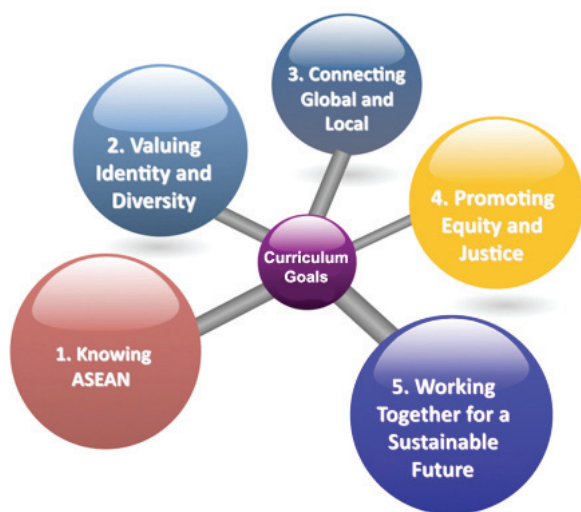 3. Connecting
Global and
Local
2. Valuing
Identity and
Diversity
4. Promoting
Equity and
Justice
Curriculum
Goals
1. Knowing
ASEAN
5. Working
Together for a
Sustainable
Future